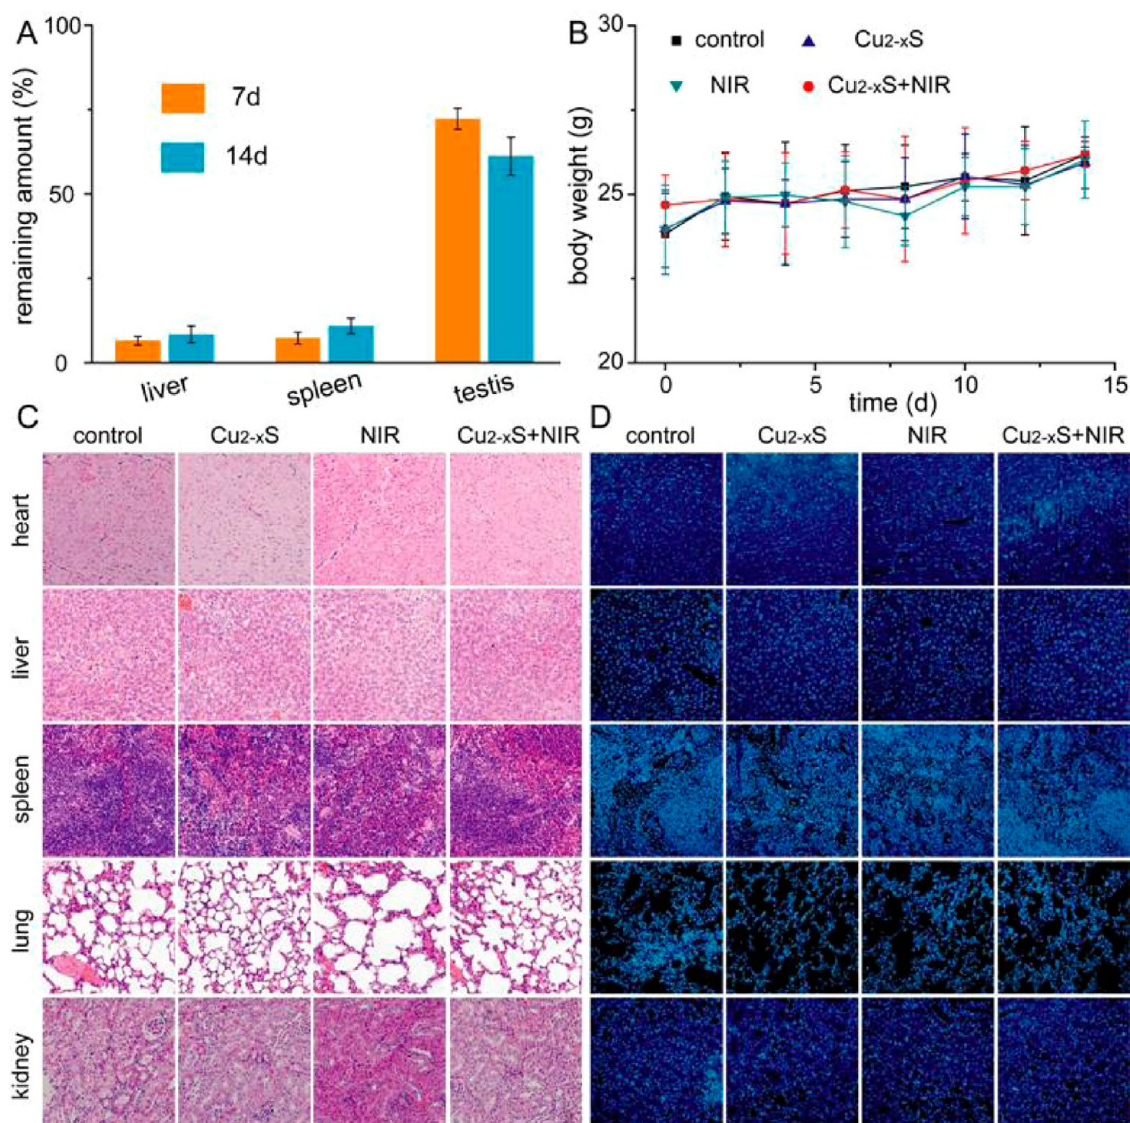 A
remaining amount (%)
100
50
0
7d
14d
liver
spleen
testis
B
body weight (g)
30
25
20
control
Cu2-xS
NIR
Cu2-xS+NIR
0
5
10
15
time (d)
C
control
Cu2-xS
NIR
Cu2-xS+NIR
heart
liver
spleen
lung
kidney
D
control
Cu2-xS
NIR
Cu2-xS+NIR